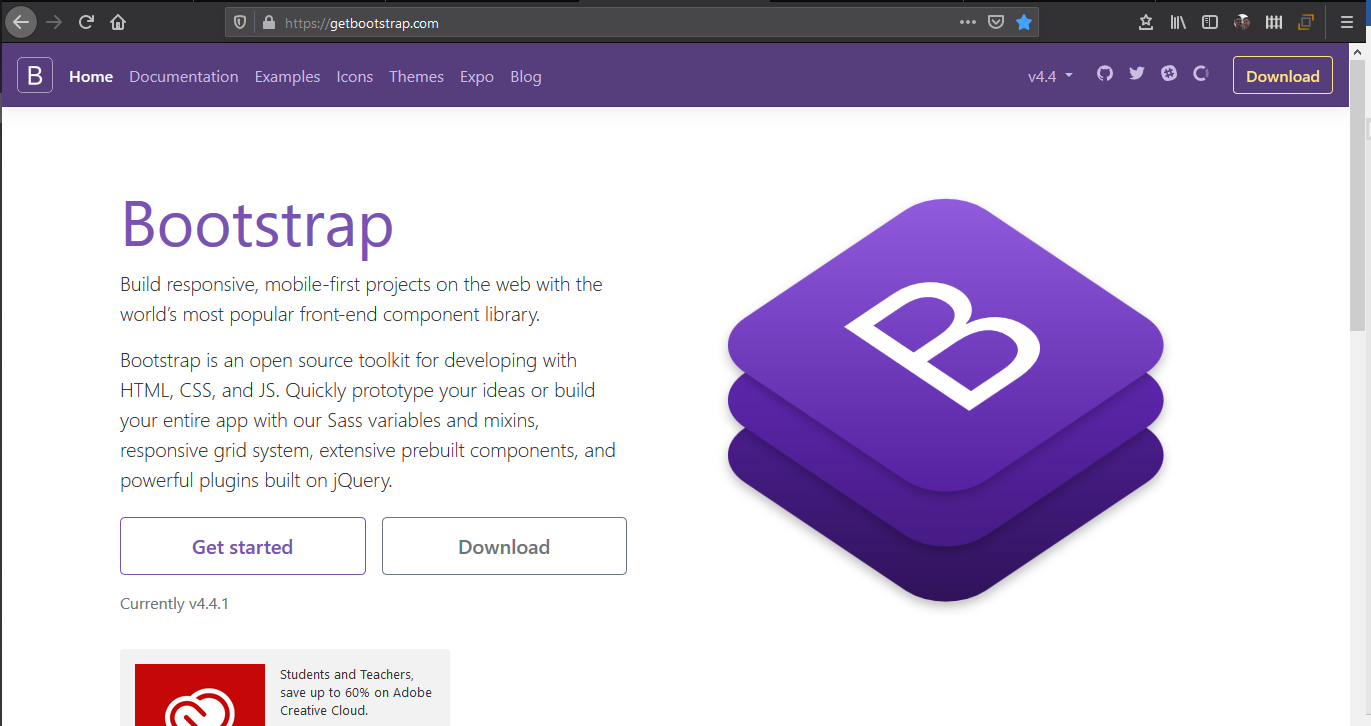 https://getbootstrap.com
B Home Documentation Examples Icons Themes Expo Blog v4.4 Download
Bootstrap
Build responsive, mobile-first projects on the web with the
world’s most popular front-end component library.
Bootstrap is an open source toolkit for developing with
HTML, CSS, and JS. Quickly prototype your ideas or build
your entire app with our Sass variables and mixins,
responsive grid system, extensive prebuilt components, and
powerful plugins built on jQuery.
Get started Download
Currently v4.4.1
B
Students and Teachers,
save up to 60% on Adobe
Creative Cloud.